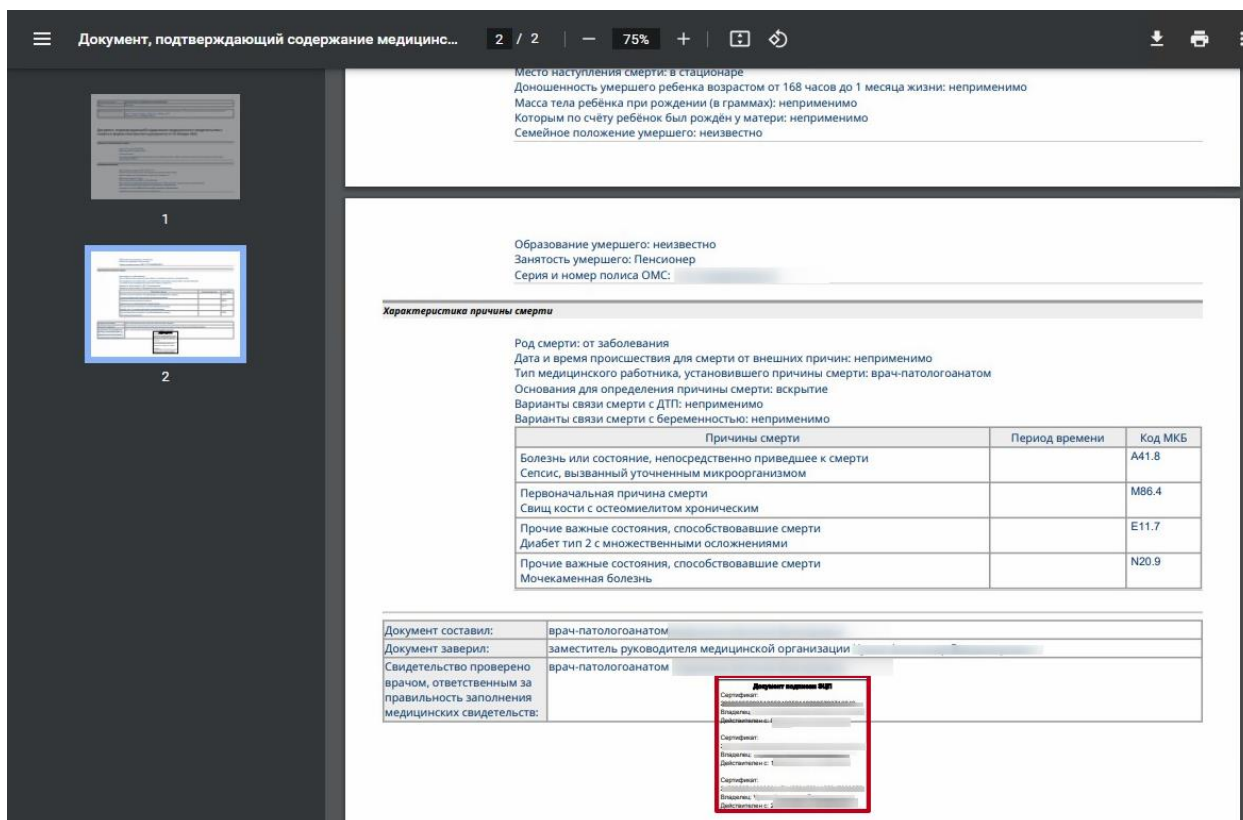 Документ, подтверждающий содержание медицинс... 2 / 2 75%
Место наступления смерти: в стационаре
Доношенность умершего ребенка возрастом от 168 часов до 1 месяца жизни: неприменимо
Масса тела ребёнка при рождении (в граммах): неприменимо
Которым по счёту ребёнок был рождён у матери: неприменимо
Семейное положение умершего: неизвестно
1
2
Образование умершего: неизвестно
Занятость умершего: Пенсионер
Серия и номер полиса ОМС:
Характеристика причины смерти
Род смерти: от заболевания
Дата и время происшествия для смерти от внешних причин: неприменимо
Тип медицинского работника, установившего причины смерти: врач-патологоанатом
Основания для определения причины смерти: вскрытие
Варианты связи смерти с ДТП: неприменимо
Варианты связи смерти с беременностью: неприменимо
Причины смерти Период времени Код МКБ
Болезнь или состояние, непосредственно приведшее к смерти A41.8
Сепсис, вызванный уточненным микроорганизмом
Первоначальная причина смерти M86.4
Свищ кости с остеомиелитом хроническим
Прочие важные состояния, способствовавшие смерти E11.7
Диабет тип 2 с множественными осложнениями
Прочие важные состояния, способствовавшие смерти N20.9
Мочекаменная болезнь
Документ составил: врач-патологоанатом
Документ заверил: заместитель руководителя медицинской организации
Свидетельство проверено врач-патологоанатом
врачом, ответственным за
правильность заполнения
медицинских свидетельств:
Документ подписан ЭЦП
Сертификат:
Владелец:
Действителен с:
Сертификат:
Владелец:
Действителен с: 1
Сертификат:
Владелец:
Действителен с: 2